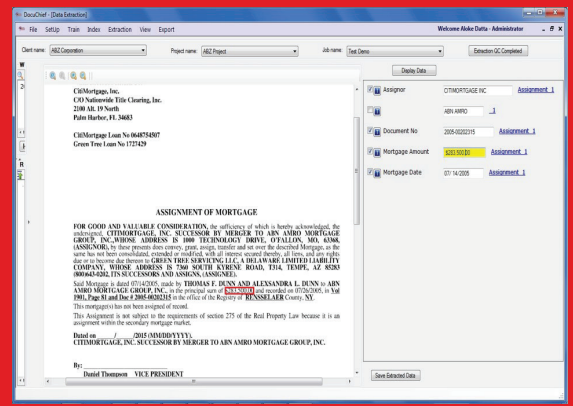 DocuChief - [Data Extraction]
File SetUp Train Index Extraction View Export Welcome Aloke Datta - Administrator
Client name: ABZ Corporation Project name: ABZ Project Job name: Test Demo Extraction QC Completed
Display Data
CitiMortgage, Inc.
C/O Nationwide Title Clearing, Inc.
2100 Alt. 19 North
Palm Harbor, FL 34683
CitiMortgage Loan No 0648754507
Green Tree Loan No 1727429
ASSIGNMENT OF MORTGAGE
FOR GOOD AND VALUABLE CONSIDERATION, the sufficiency of which is hereby acknowledged, the
undersigned, CITIMORTGAGE, INC. SUCCESSOR BY MERGER TO ABN AMRO MORTGAGE
GROUP, INC.,WHOSE ADDRESS IS 1000 TECHNOLOGY DRIVE, O'FALLON, MO, 63368,
(ASSIGNOR), by these presents does convey, grant, assign, transfer and set over the described Mortgage, as the
same has not been consolidated, extended or modified, with all interest secured thereby, all liens, and any rights
due or to become due thereon to GREEN TREE SERVICING LLC, A DELAWARE LIMITED LIABILITY
COMPANY, WHOSE ADDRESS IS 7360 SOUTH KYRENE ROAD, T314, TEMPE, AZ 85283
(800)643-0202, ITS SUCCESSORS AND ASSIGNS, (ASSIGNEE).
Said Mortgage is dated 07/14/2005, made by THOMAS F. DUNN AND ALEXSANDRA L. DUNN to ABN
AMRO MORTGAGE GROUP, INC., in the principal sum of $283,500.00 and recorded on 07/26/2005, in Vol
1901, Page 81 and Doc # 2005-00202315 in the office of the Registry of RENSSELAER County, NY.
This mortgage(s) has not been assigned of record.
This Assignment is not subject to the requirements of section 275 of the Real Property Law because it is an
assignment within the secondary mortgage market.
Dated on ____/____/2015 (MM/DD/YYYY).
CITIMORTGAGE, INC. SUCCESSOR BY MERGER TO ABN AMRO MORTGAGE GROUP, INC.
By:
Daniel Thompson VICE PRESIDENT
Assignor CITIMORTGAGE INC Assignment_1
ABN AMRO _1
Document No 2005-00202315 Assignment_1
Mortgage Amount $283,500.00 Assignment_1
Mortgage Date 07/ 14/2005 Assignment_1
Save Extracted Data